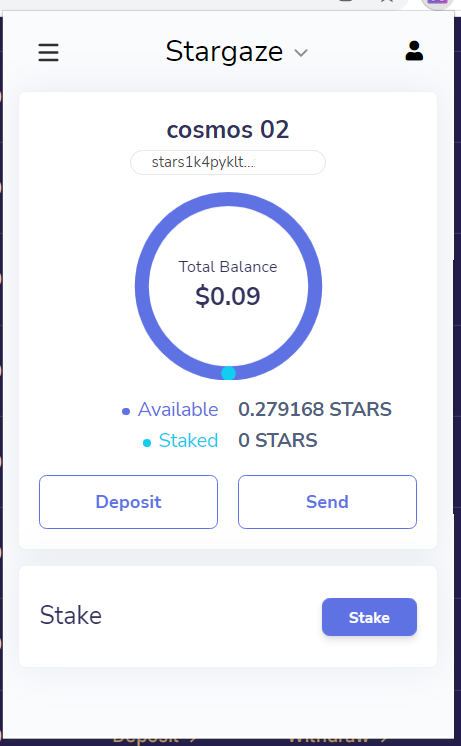 Stargaze
cosmos 02
stars1k4pyklt...
Total Balance
$0.09
Available 0.279168 STARS
Staked 0 STARS
Deposit Send
Stake Stake
Deposit Withdraw